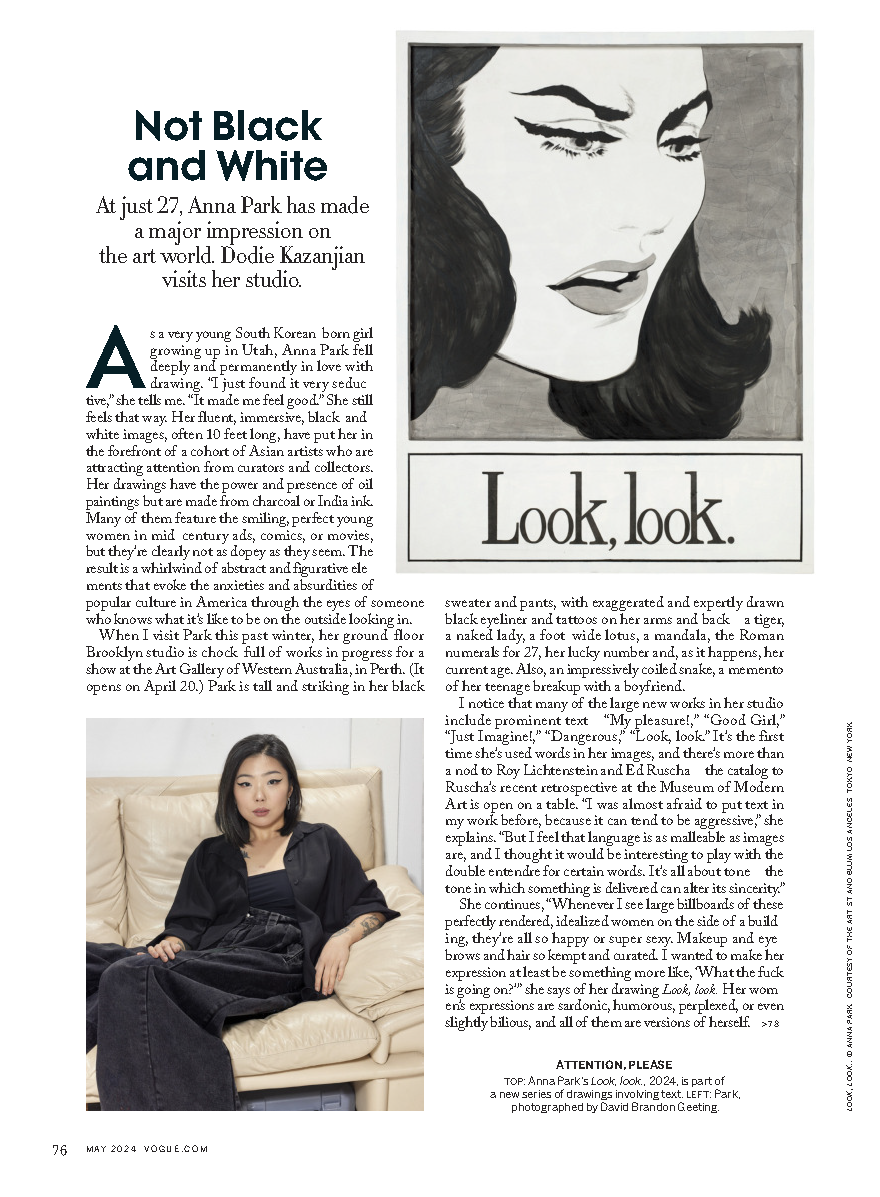 Not Black
and White
At just 27, Anna Park has made
a major impression on
the art world. Dodie Kazanjian
visits her studio.
As a very young South Korean born girl
growing up in Utah, Anna Park fell
deeply and permanently in love with
drawing. “I just found it very seduc
tive,” she tells me. “It made me feel good.” She still
feels that way. Her fluent, immersive, black and
white images, often 10 feet long, have put her in
the forefront of a cohort of Asian artists who are
attracting attention from curators and collectors.
Her drawings have the power and presence of oil
paintings but are made from charcoal or India ink.
Many of them feature the smiling, perfect young
women in mid century ads, comics, or movies,
but they’re clearly not as dopey as they seem. The
result is a whirlwind of abstract and figurative ele
ments that evoke the anxieties and absurdities of
popular culture in America through the eyes of someone
who knows what it’s like to be on the outside looking in.
When I visit Park this past winter, her ground floor
Brooklyn studio is chock full of works in progress for a
show at the Art Gallery of Western Australia, in Perth. (It
opens on April 20.) Park is tall and striking in her black
Look, look.
sweater and pants, with exaggerated and expertly drawn
black eyeliner and tattoos on her arms and back a tiger,
a naked lady, a foot wide lotus, a mandala, the Roman
numerals for 27, her lucky number and, as it happens, her
current age. Also, an impressively coiled snake, a memento
of her teenage breakup with a boyfriend.
I notice that many of the large new works in her studio
include prominent text “My pleasure!,” “Good Girl,”
“Just Imagine!,” “Dangerous,” “Look, look.” It’s the first
time she’s used words in her images, and there’s more than
a nod to Roy Lichtenstein and Ed Ruscha the catalog to
Ruscha’s recent retrospective at the Museum of Modern
Art is open on a table. “I was almost afraid to put text in
my work before, because it can tend to be aggressive,” she
explains. “But I feel that language is as malleable as images
are, and I thought it would be interesting to play with the
double entendre for certain words. It’s all about tone the
tone in which something is delivered can alter its sincerity.”
She continues, “Whenever I see large billboards of these
perfectly rendered, idealized women on the side of a build
ing, they’re all so happy or super sexy. Makeup and eye
brows and hair so kempt and curated. I wanted to make her
expression at least be something more like, ‘What the fuck
is going on?’” she says of her drawing Look, look. Her wom
en’s expressions are sardonic, humorous, perplexed, or even
slightly bilious, and all of them are versions of herself. >78
ATTENTION, PLEASE
TOP: Anna Park’s Look, look., 2024, is part of
a new series of drawings involving text. LEFT: Park,
photographed by David Brandon Geeting.
LOOK, LOOK., © ANNA PARK COURTESY OF THE ART ST AND BLUM LOS ANGELES TOKYO NEW YORK
76 MAY 2024 VOGUE.COM